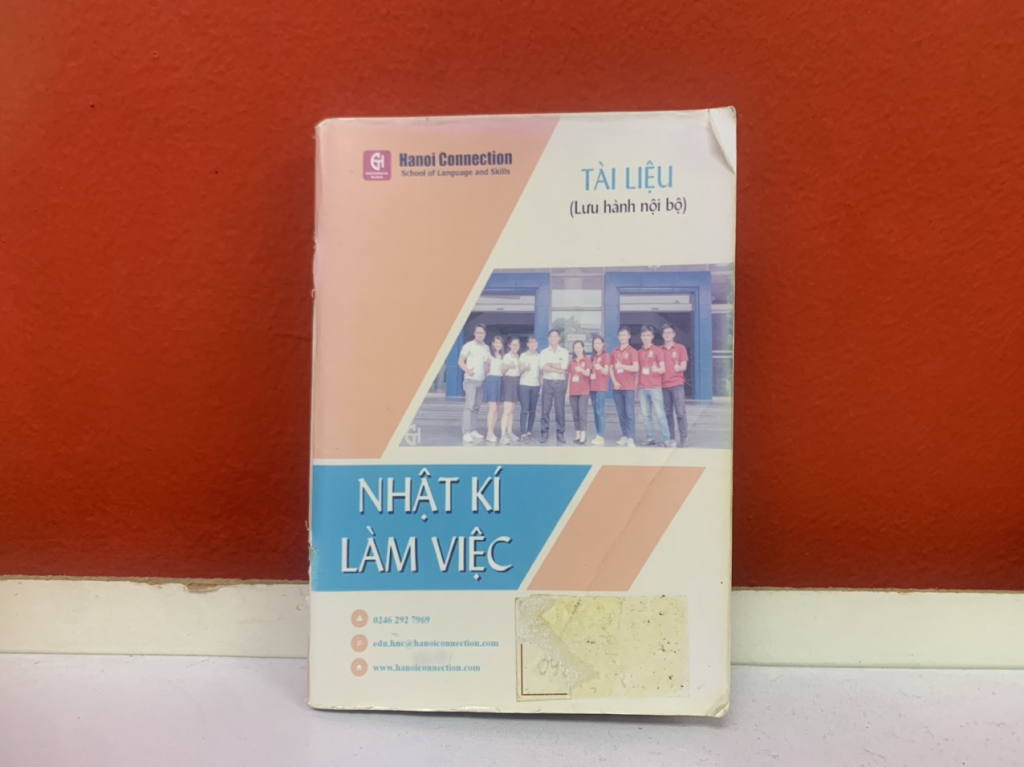 Hanoi Connection
School of Language and Skills
TÀI LIỆU
(Lưu hành nội bộ)
NHẬT KÍ
LÀM VIỆC
0246 292 7969
edu.hnc@hanoiconnection.com
www.hanoiconnection.com